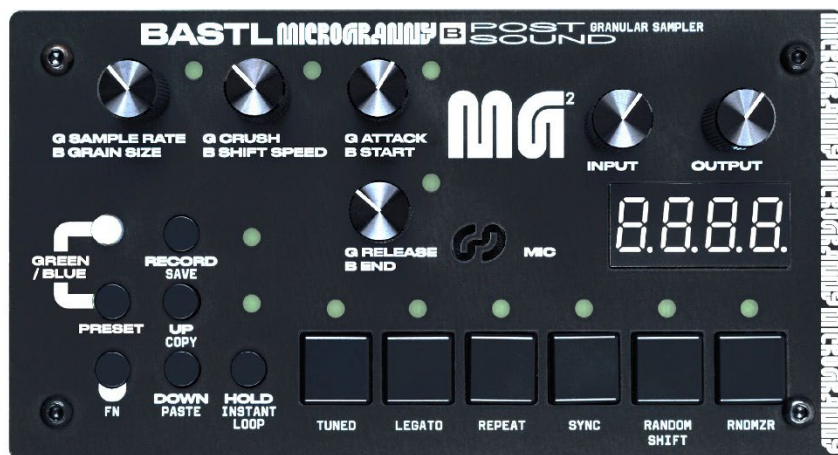 BASTL MICROGRANNY B POST SOUND GRANULAR SAMPLER
G SAMPLE RATE
B GRAIN SIZE
G CRUSH
B SHIFT SPEED
G ATTACK
B START
MG²
INPUT
OUTPUT
G RELEASE
B END
MIC
8.8.8.8.
GREEN
/ BLUE
RECORD
SAVE
PRESET
UP
COPY
FN
DOWN
PASTE
HOLD
INSTANT
LOOP
TUNED
LEGATO
REPEAT
SYNC
RANDOM
SHIFT
RNDMZR